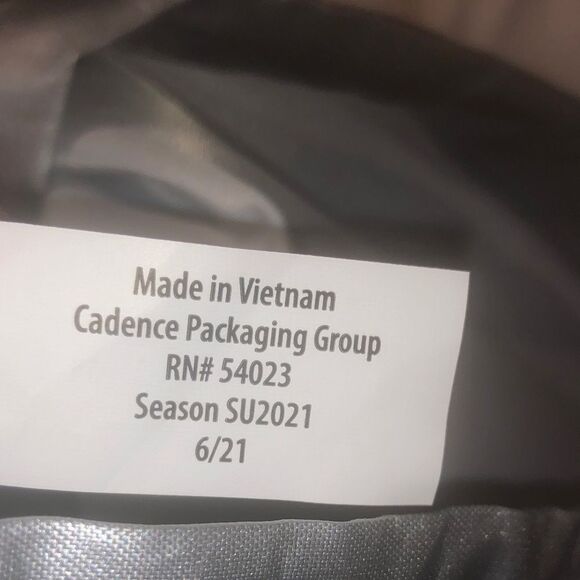 Made in Vietnam
Cadence Packaging Group
RN# 54023
Season SU2021
6/21